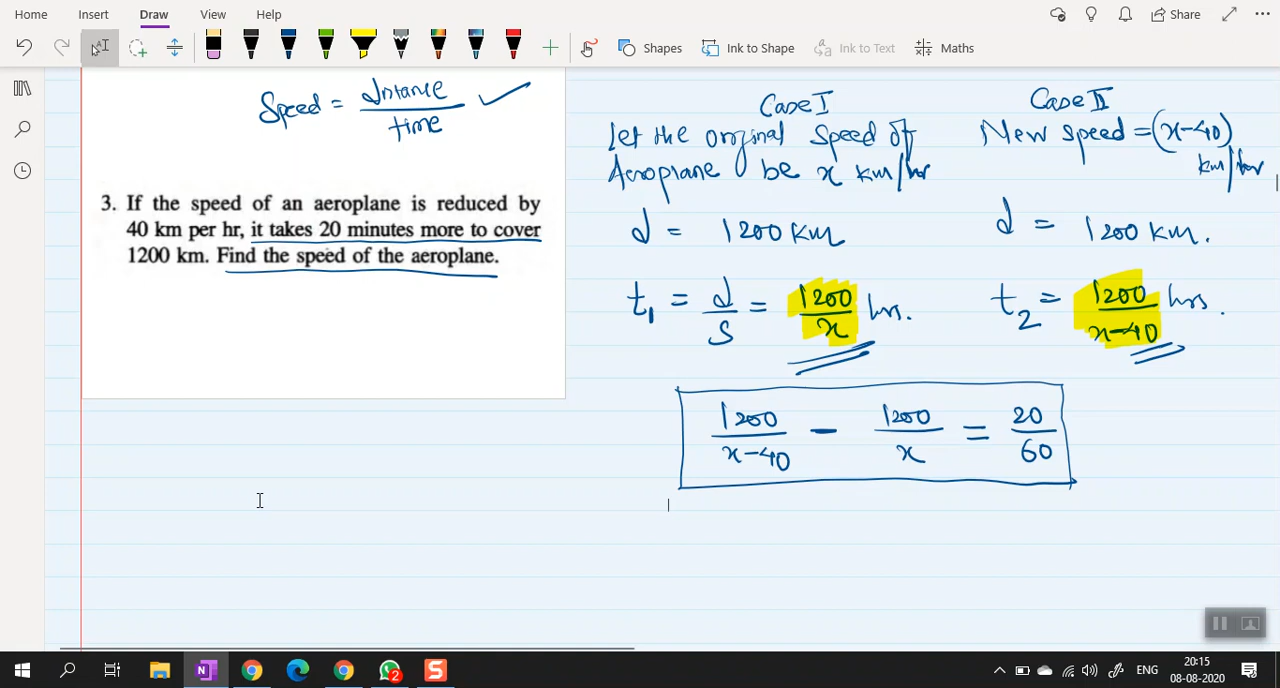 Home Insert Draw View Help
Share
Shapes Ink to Shape Ink to Text Maths
Speed = distance / time
3. If the speed of an aeroplane is reduced by
40 km per hr, it takes 20 minutes more to cover
1200 km. Find the speed of the aeroplane.
Case I
Let the original speed of
Aeroplane be x km/hr
d = 1200 km
t₁ = d/s = 1200/x hrs.
Case II
New speed = (x-40)
km/hr
d = 1200 km.
t₂ = 1200/x-40 hrs.
1200/x-40 - 1200/x = 20/60
2
ENG
20:15
08-08-2020